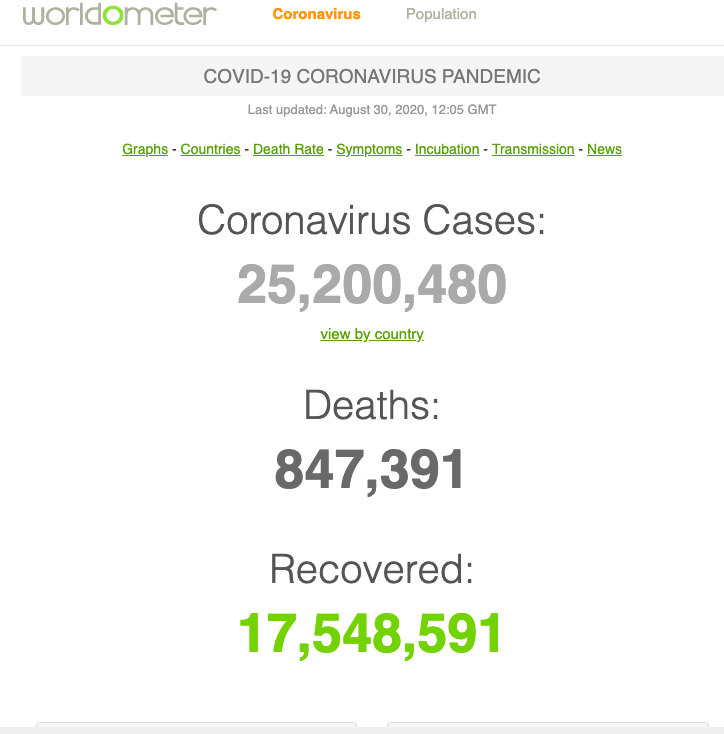 worldometer
Coronavirus Population
COVID-19 CORONAVIRUS PANDEMIC
Last updated: August 30, 2020, 12:05 GMT
Graphs - Countries - Death Rate - Symptoms - Incubation - Transmission - News
Coronavirus Cases:
25,200,480
view by country
Deaths:
847,391
Recovered:
17,548,591